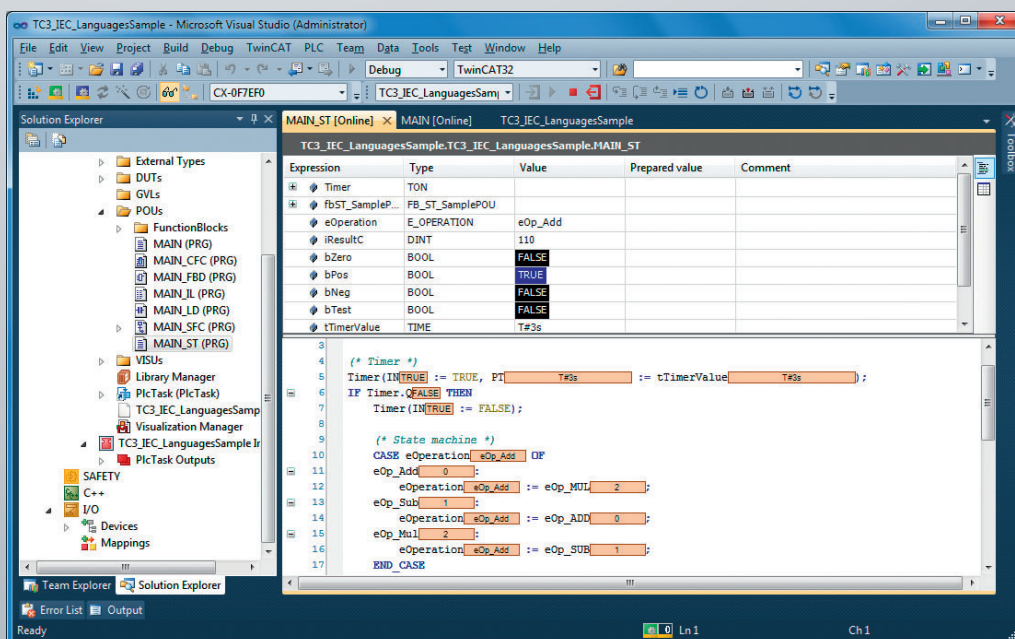 TC3_IEC_LanguagesSample - Microsoft Visual Studio (Administrator)
File Edit View Project Build Debug TwinCAT PLC Team Data Tools Test Window Help
Debug TwinCAT32
CX-0F7EF0 TC3_IEC_LanguagesSamp
Solution Explorer
External Types
DUTs
GVLs
POUs
FunctionBlocks
MAIN (PRG)
MAIN_CFC (PRG)
MAIN_FBD (PRG)
MAIN_IL (PRG)
MAIN_LD (PRG)
MAIN_SFC (PRG)
MAIN_ST (PRG)
VISUs
Library Manager
PlcTask (PlcTask)
TC3_IEC_LanguagesSamp
Visualization Manager
TC3_IEC_LanguagesSample Ir
PlcTask Outputs
SAFETY
C++
I/O
Devices
Mappings
Team Explorer Solution Explorer
MAIN_ST [Online] MAIN [Online] TC3_IEC_LanguagesSample
TC3_IEC_LanguagesSample.TC3_IEC_LanguagesSample.MAIN_ST
Expression Type Value Prepared value Comment
Timer TON
fbST_SampleP... FB_ST_SamplePOU
eOperation E_OPERATION eOp_Add
iResultC DINT 110
bZero BOOL FALSE
bPos BOOL TRUE
bNeg BOOL FALSE
bTest BOOL FALSE
tTimerValue TIME T#3s
3
4 (* Timer *)
5 Timer(IN TRUE := TRUE, PT T#3s := tTimerValue T#3s );
6 IF Timer.Q FALSE THEN
7 Timer(IN TRUE := FALSE);
8
9 (* State machine *)
10 CASE eOperation eOp_Add OF
11 eOp_Add 0 :
12 eOperation eOp_Add := eOp_MUL 2 ;
13 eOp_Sub 1 :
14 eOperation eOp_Add := eOp_ADD 0 ;
15 eOp_Mul 2 :
16 eOperation eOp_Add := eOp_SUB 1 ;
17 END_CASE
Toolbox
Error List Output
Ready 0 Ln 1 Ch 1